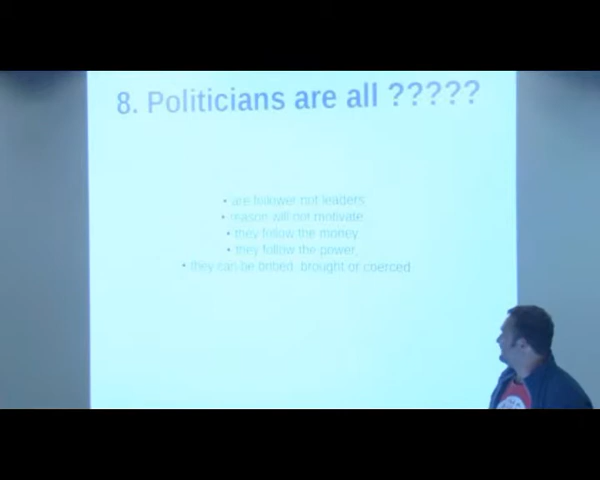 8. Politicians are all ?????
• are follower not leaders
• reason will not motivate
• they follow the money
• they follow the power
• they can be bribed, brought or coerced